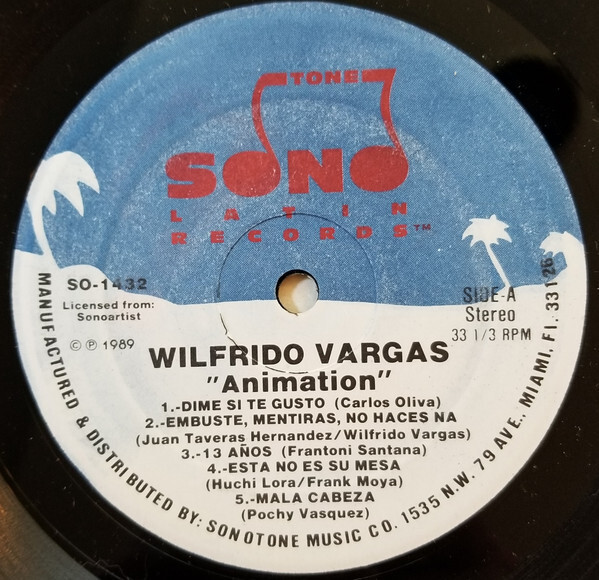 TONE
SONO
LATIN
RECORDS™
SO-1432
Licensed from:
Sonoartist
© ℗ 1989
SIDE-A
Stereo
33 1/3 RPM
WILFRIDO VARGAS
"Animation"
1.-DIME SI TE GUSTO (Carlos Oliva)
2.-EMBUSTE, MENTIRAS, NO HACES NA
(Juan Taveras Hernandez/Wilfrido Vargas)
3.-13 AÑOS (Frantoni Santana)
4.-ESTA NO ES SU MESA
(Huchi Lora/Frank Moya)
5.-MALA CABEZA
(Pochy Vasquez)
MANUFACTURED & DISTRIBUTED BY: SONOTONE MUSIC CO. 1535 N.W. 79 AVE. MIAMI, Fl. 33126